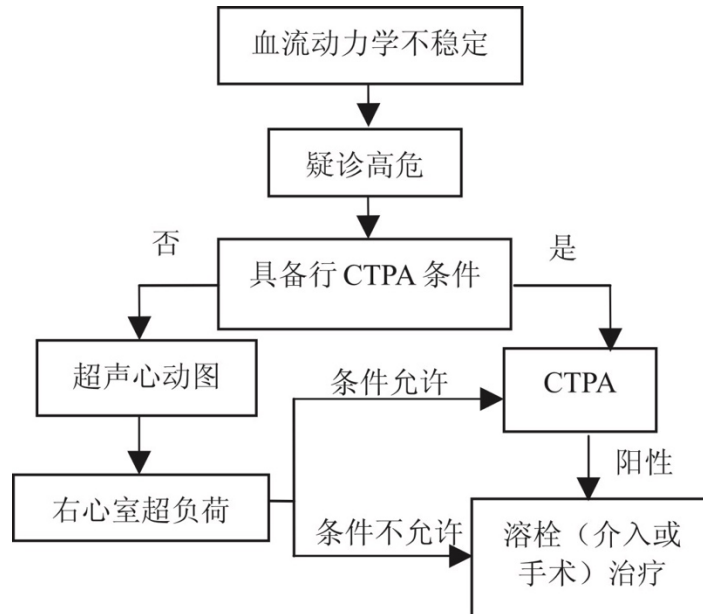 血流动力学不稳定
疑诊高危
否
是
具备行 CTPA 条件
超声心动图
条件允许
CTPA
阳性
右心室超负荷
条件不允许
溶栓（介入或
手术）治疗